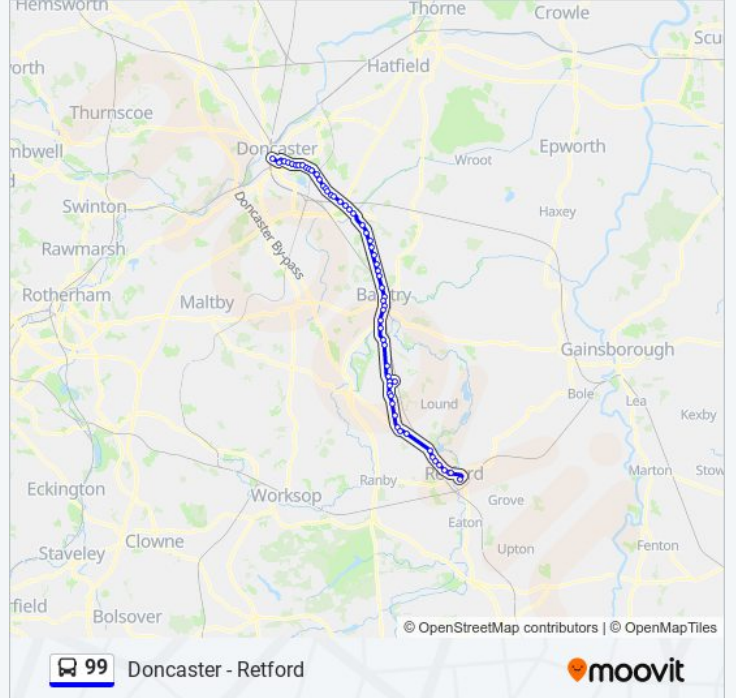 Hemsworth
Thorne
Crowle
Scu
orth
Hatfield
Thurnscoe
mbwell
Doncaster
Epworth
Wroot
Swinton
Haxey
Doncaster By-pass
Rawmarsh
Rotherham
Maltby
Bawtry
Gainsborough
Bole
Lea
Lound
Kexby
Retford
Ranby
Marton
Stow
Eckington
Worksop
Grove
Eaton
Clowne
Upton
Fenton
Staveley
field
Bolsover
© OpenStreetMap contributors | © OpenMapTiles
99 Doncaster - Retford
moovit